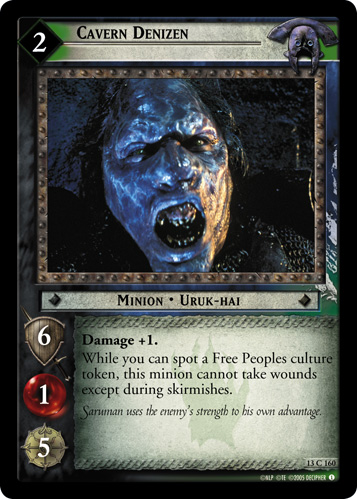 2
Cavern Denizen
Minion • Uruk-hai
6
Damage +1.
While you can spot a Free Peoples culture
token, this minion cannot take wounds
except during skirmishes.
1
Saruman uses the enemy's strength to his own advantage.
5
13 C 160
©NLP ™TE ©2005 DECIPHER